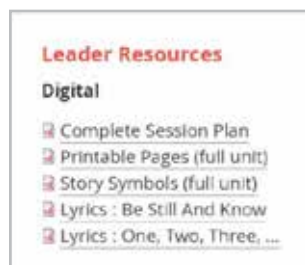 Leader Resources
Digital
Complete Session Plan
Printable Pages (full unit)
Story Symbols (full unit)
Lyrics : Be Still And Know
Lyrics : One, Two, Three, ...